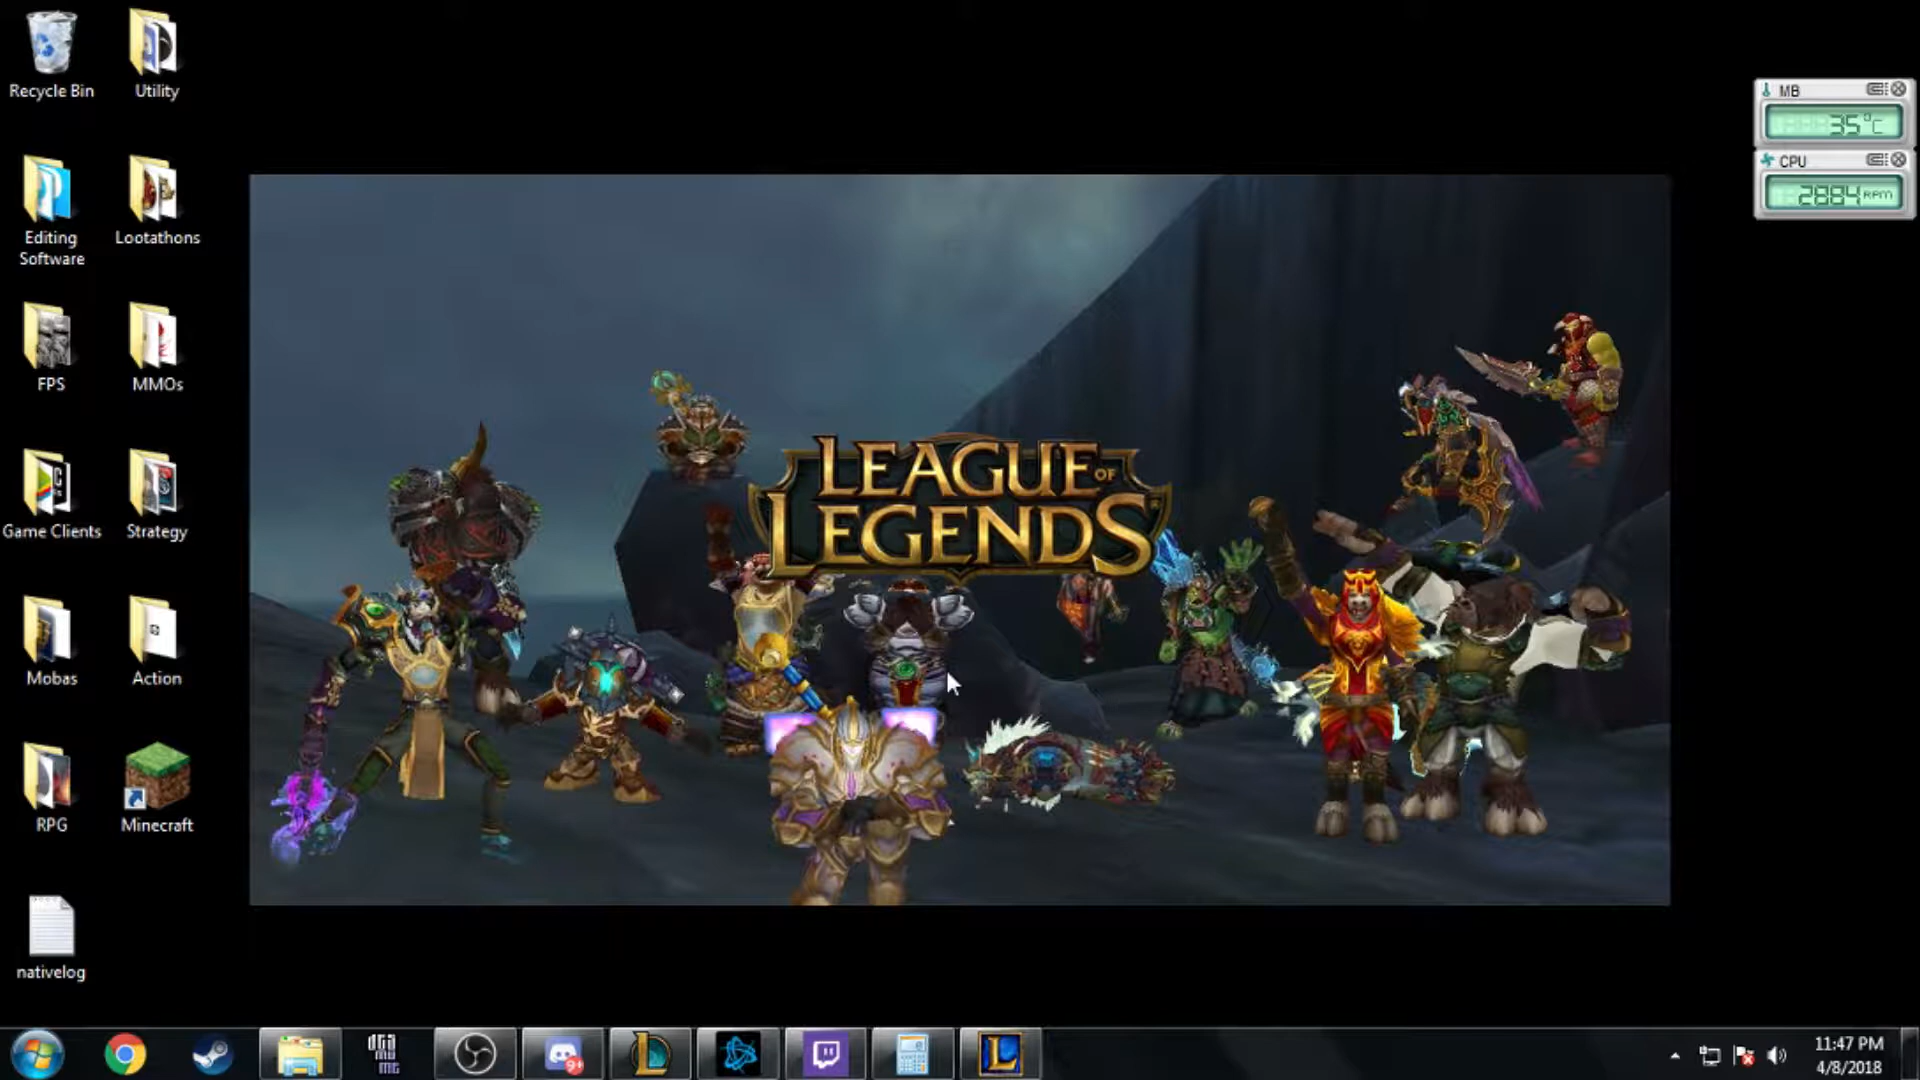 Recycle Bin
Utility
Editing
Software
Lootathons
FPS
MMOs
Game Clients
Strategy
Mobas
Action
RPG
Minecraft
nativelog
LEAGUE OF
LEGENDS
MB
35°C
CPU
2884 RPM
9+
L
11:47 PM
4/8/2018